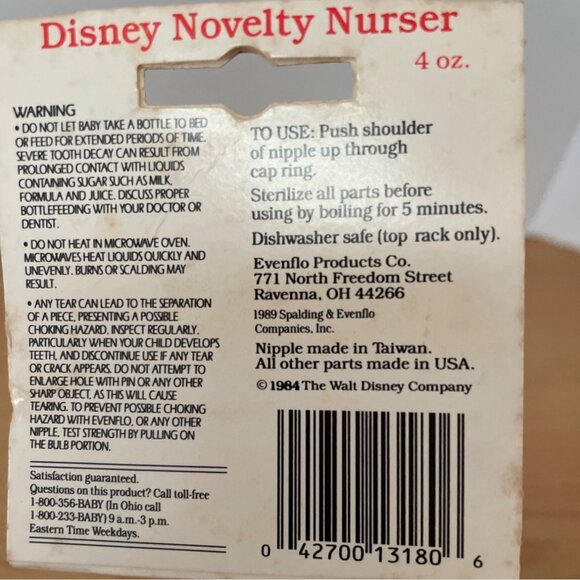 Disney Novelty Nurser
4 oz.
WARNING
• DO NOT LET BABY TAKE A BOTTLE TO BED
OR FEED FOR EXTENDED PERIODS OF TIME.
SEVERE TOOTH DECAY CAN RESULT FROM
PROLONGED CONTACT WITH LIQUIDS
CONTAINING SUGAR SUCH AS MILK,
FORMULA AND JUICE. DISCUSS PROPER
BOTTLEFEEDING WITH YOUR DOCTOR OR
DENTIST.
• DO NOT HEAT IN MICROWAVE OVEN.
MICROWAVES HEAT LIQUIDS QUICKLY AND
UNEVENLY. BURNS OR SCALDING MAY
RESULT.
• ANY TEAR CAN LEAD TO THE SEPARATION
OF A PIECE, PRESENTING A POSSIBLE
CHOKING HAZARD. INSPECT REGULARLY.
PARTICULARLY WHEN YOUR CHILD DEVELOPS
TEETH, AND DISCONTINUE USE IF ANY TEAR
OR CRACK APPEARS. DO NOT ATTEMPT TO
ENLARGE HOLE WITH PIN OR ANY OTHER
SHARP OBJECT, AS THIS WILL CAUSE
TEARING. TO PREVENT POSSIBLE CHOKING
HAZARD WITH EVENFLO, OR ANY OTHER
NIPPLE, TEST STRENGTH BY PULLING ON
THE BULB PORTION.
Satisfaction guaranteed.
Questions on this product? Call toll-free
1-800-356-BABY (In Ohio call
1-800-233-BABY) 9 a.m.-3 p.m.
Eastern Time Weekdays.
TO USE: Push shoulder
of nipple up through
cap ring.
Sterilize all parts before
using by boiling for 5 minutes.
Dishwasher safe (top rack only).
Evenflo Products Co.
771 North Freedom Street
Ravenna, OH 44266
1989 Spalding & Evenflo
Companies, Inc.
Nipple made in Taiwan.
All other parts made in USA.
© 1984 The Walt Disney Company
0 42700 13180 6